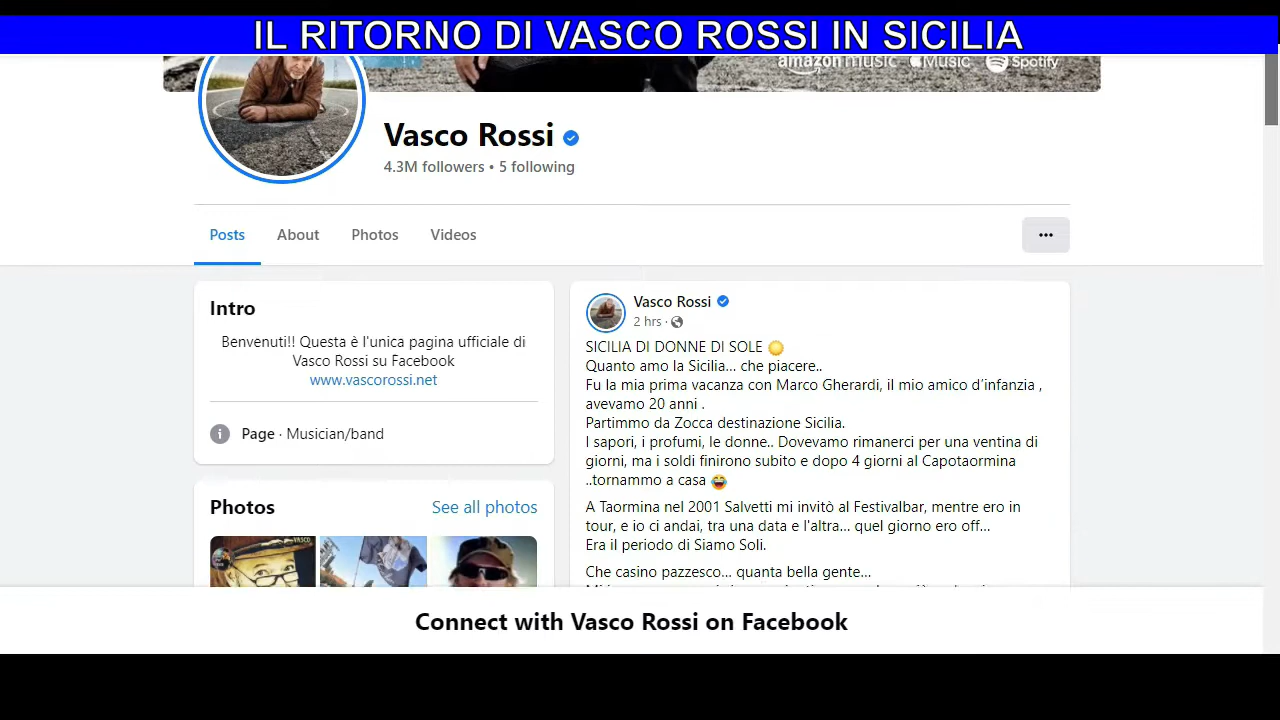 IL RITORNO DI VASCO ROSSI IN SICILIA
amazon music Music Spotify
Vasco Rossi
4.3M followers • 5 following
Posts About Photos Videos
Intro
Benvenuti!! Questa è l'unica pagina ufficiale di
Vasco Rossi su Facebook
www.vascorossi.net
Page · Musician/band
Photos See all photos
VASCO
Vasco Rossi
2 hrs ·
SICILIA DI DONNE DI SOLE
Quanto amo la Sicilia... che piacere..
Fu la mia prima vacanza con Marco Gherardi, il mio amico d'infanzia ,
avevamo 20 anni .
Partimmo da Zocca destinazione Sicilia.
I sapori, i profumi, le donne.. Dovevamo rimanerci per una ventina di
giorni, ma i soldi finirono subito e dopo 4 giorni al Capotaormina
..tornammo a casa
A Taormina nel 2001 Salvetti mi invitò al Festivalbar, mentre ero in
tour, e io ci andai, tra una data e l'altra... quel giorno ero off...
Era il periodo di Siamo Soli.
Che casino pazzesco... quanta bella gente...
Connect with Vasco Rossi on Facebook